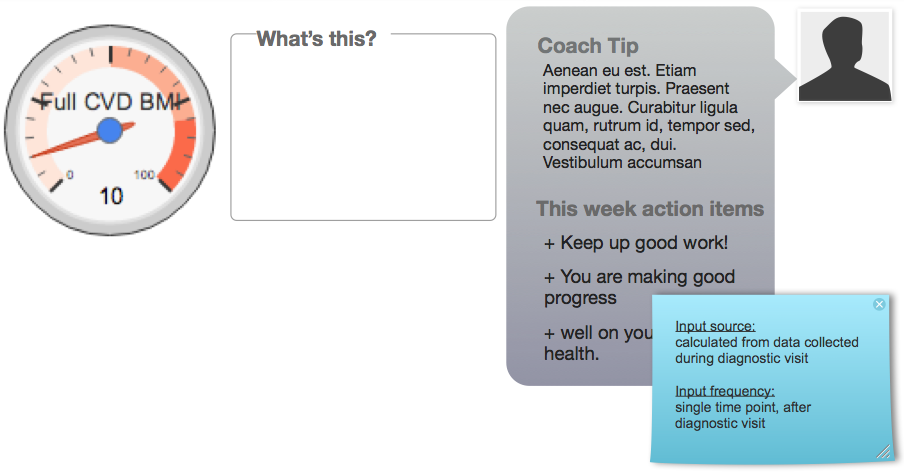 Full CVD BMI
0
100
10
What's this?
Coach Tip
Aenean eu est. Etiam
imperdiet turpis. Praesent
nec augue. Curabitur ligula
quam, rutrum id, tempor sed,
consequat ac, dui.
Vestibulum accumsan
This week action items
+ Keep up good work!
+ You are making good
progress
+ well on you
health.
Input source:
calculated from data collected
during diagnostic visit
Input frequency:
single time point, after
diagnostic visit